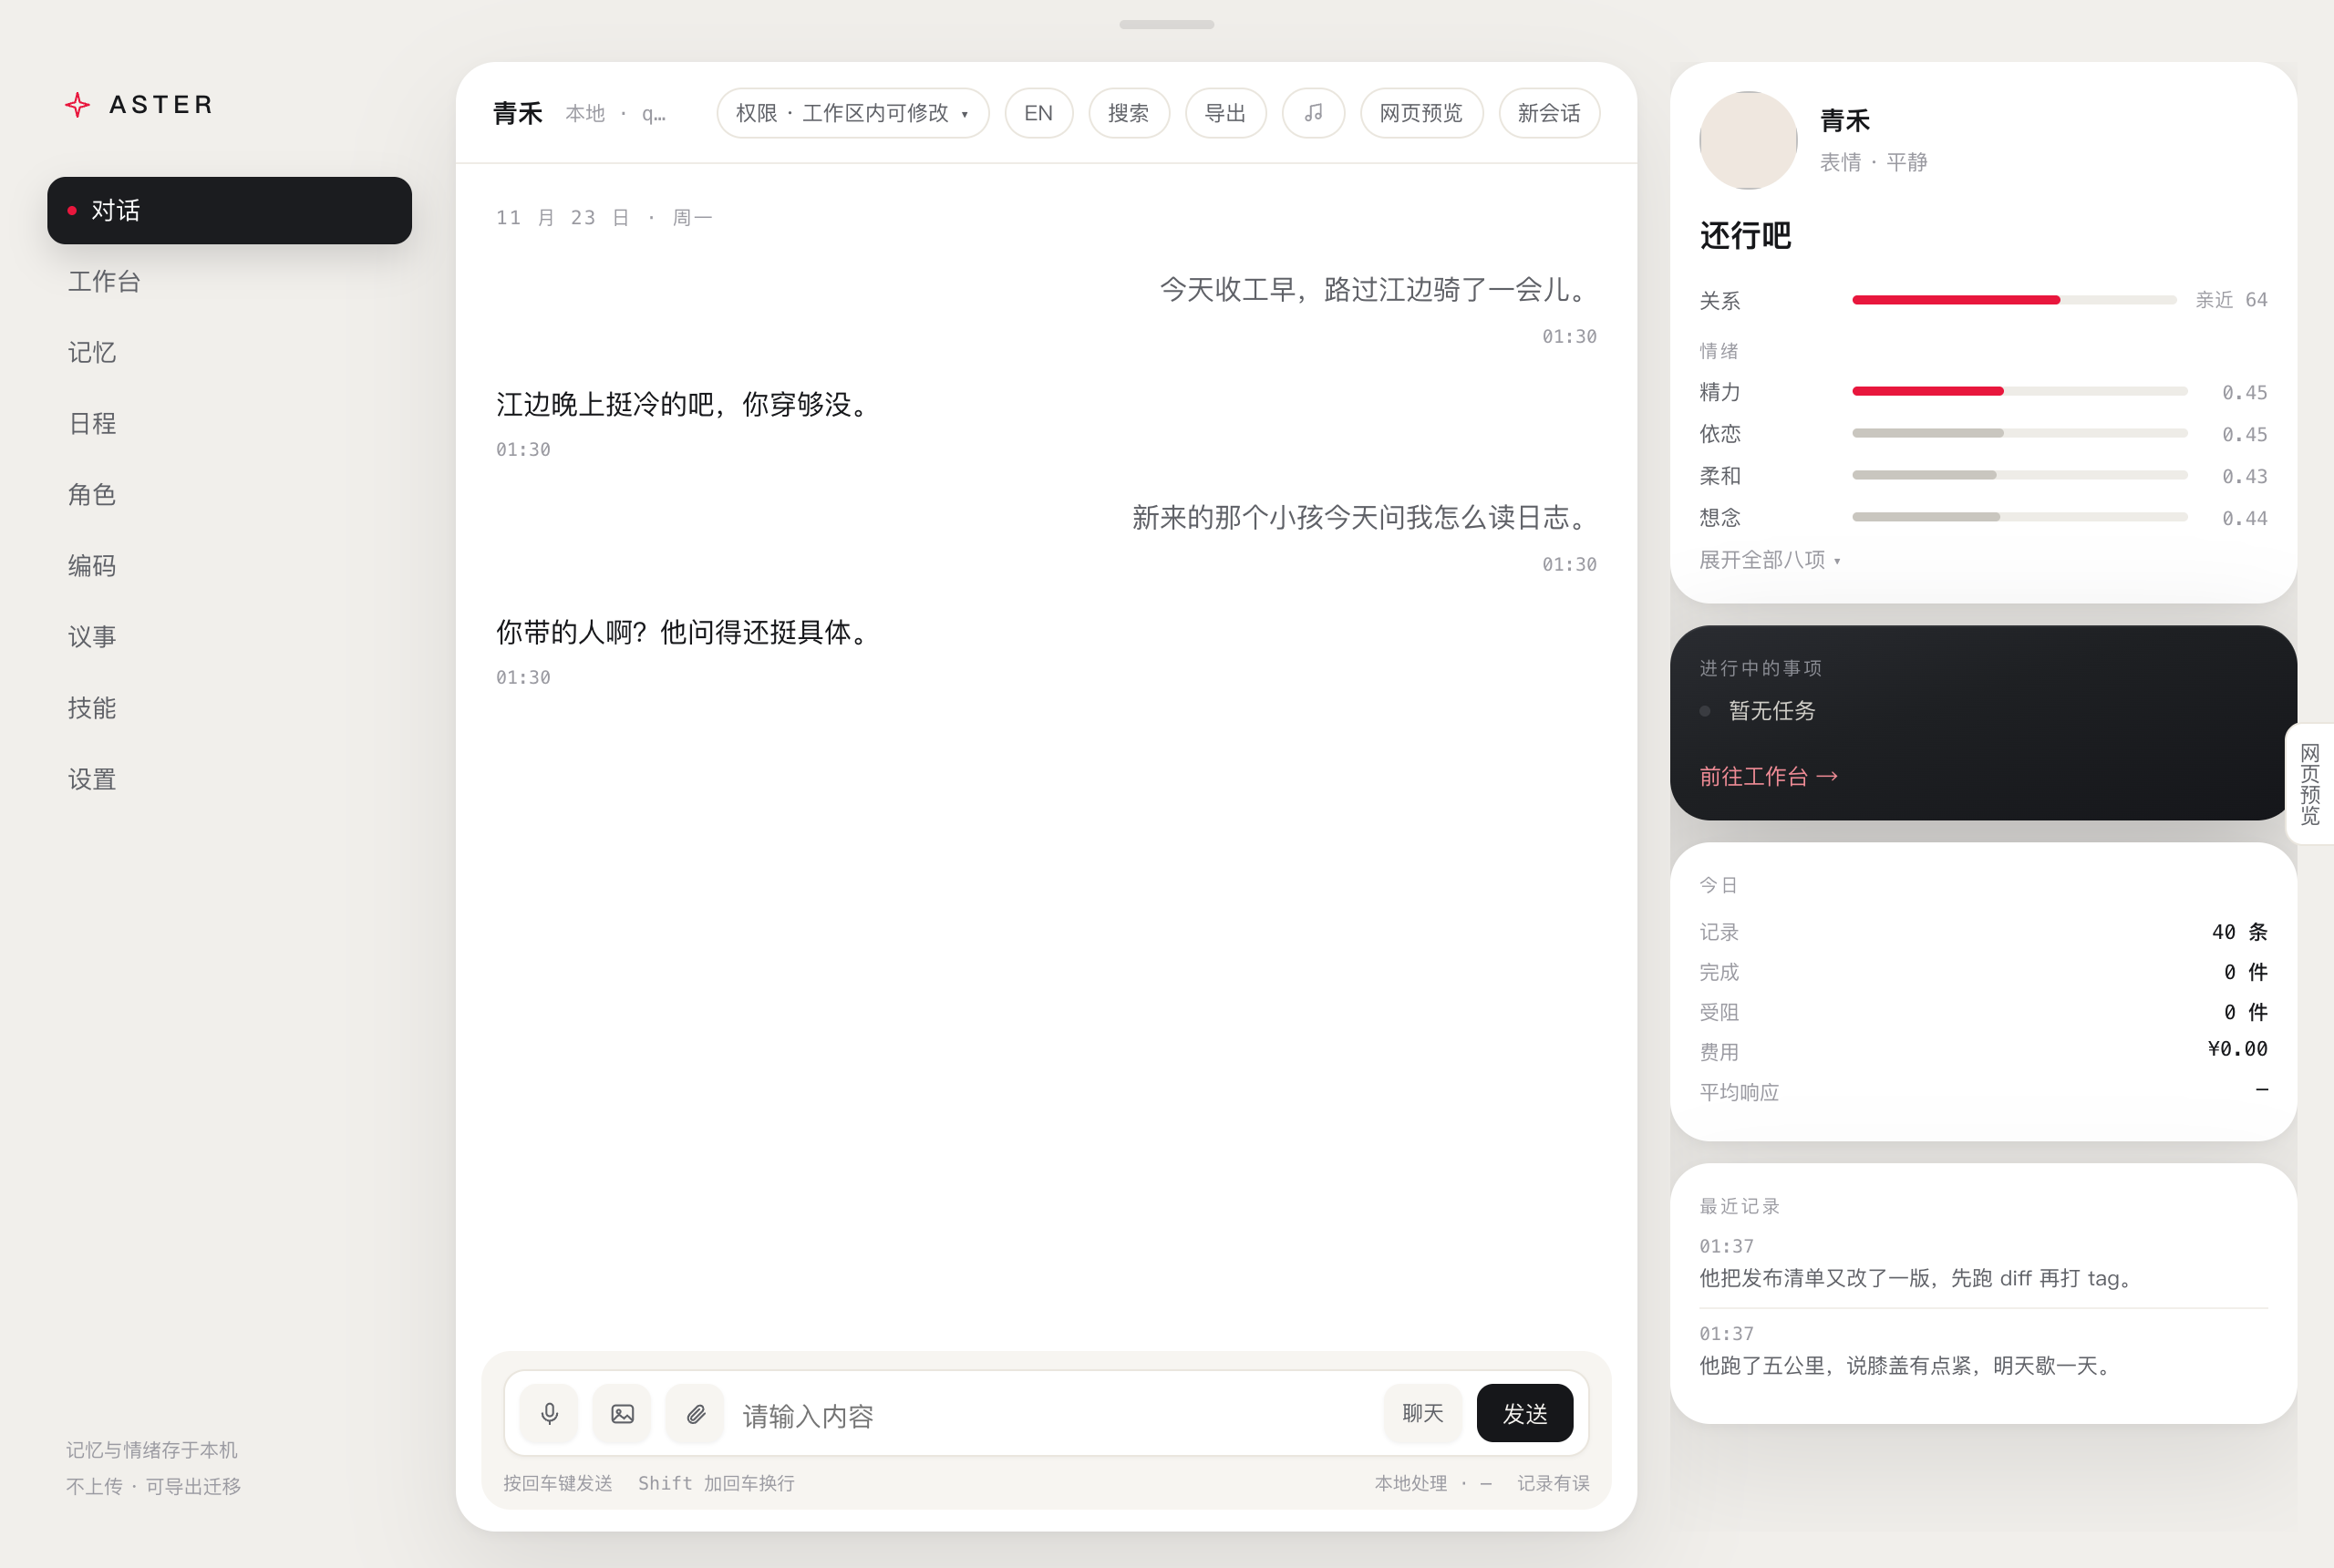 ASTER
对话
工作台
记忆
日程
角色
编码
议事
技能
设置
记忆与情绪存于本机
不上传 · 可导出迁移
青禾 本地 · q… 权限 · 工作区内可修改 ▾ EN 搜索 导出 网页预览 新会话
11 月 23 日 · 周一
今天收工早，路过江边骑了一会儿。
01:30
江边晚上挺冷的吧，你穿够没。
01:30
新来的那个小孩今天问我怎么读日志。
01:30
你带的人啊？他问得还挺具体。
01:30
请输入内容 聊天 发送
按回车键发送 Shift 加回车换行 本地处理 · — 记录有误
青禾
表情 · 平静
还行吧
关系 亲近 64
情绪
精力 0.45
依恋 0.45
柔和 0.43
想念 0.44
展开全部八项 ▾
进行中的事项
暂无任务
前往工作台 →
网页预览
今日
记录 40 条
完成 0 件
受阻 0 件
费用 ¥0.00
平均响应 —
最近记录
01:37
他把发布清单又改了一版，先跑 diff 再打 tag。
01:37
他跑了五公里，说膝盖有点紧，明天歇一天。